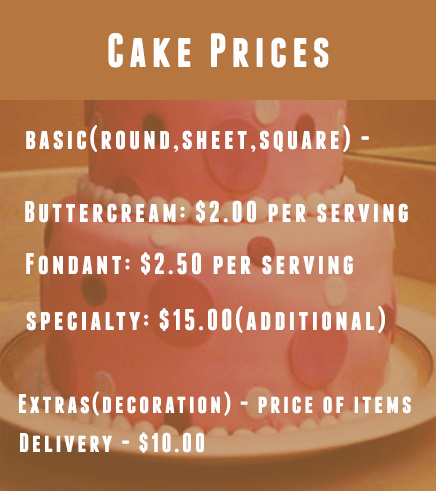 Cake Prices
basic(round,sheet,square) -
Buttercream: $2.00 per serving
Fondant: $2.50 per serving
specialty: $15.00(additional)
Extras(decoration) - price of items
Delivery - $10.00